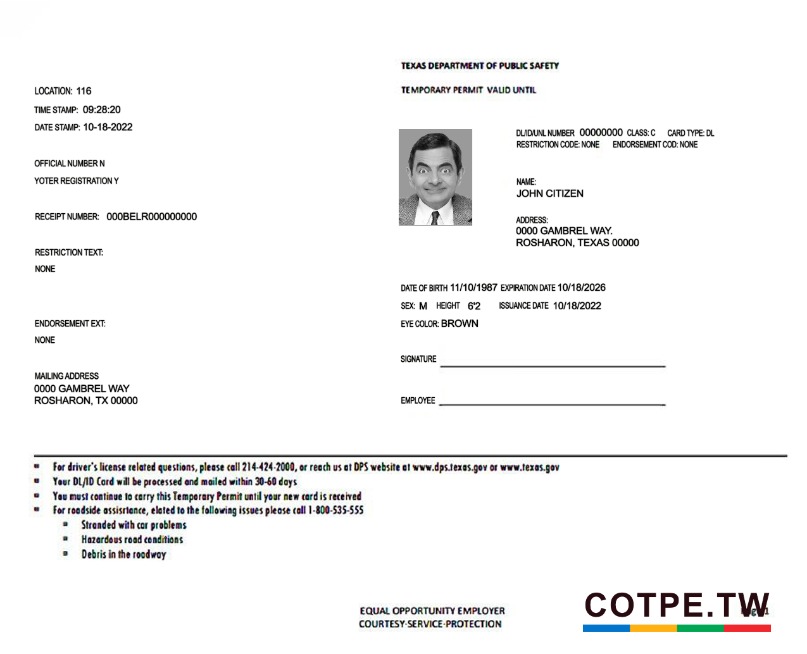 TEXAS DEPARTMENT OF PUBLIC SAFETY
TEMPORARY PERMIT VALID UNTIL
LOCATION: 116
TIME STAMP: 09:28:20
DATE STAMP: 10-18-2022
OFFICIAL NUMBER N
YOTER REGISTRATION Y
RECEIPT NUMBER: 000BELR000000000
RESTRICTION TEXT:
NONE
ENDORSEMENT EXT:
NONE
MAILING ADDRESS
0000 GAMBREL WAY
ROSHARON, TX 00000
DL/ID/UNL NUMBER 00000000 CLASS: C CARD TYPE: DL
RESTRICTION CODE: NONE ENDORSEMENT COD: NONE
NAME:
JOHN CITIZEN
ADDRESS:
0000 GAMBREL WAY.
ROSHARON, TEXAS 00000
DATE OF BIRTH 11/10/1987 EXPIRATION DATE 10/18/2026
SEX: M HEIGHT 6'2 ISSUANCE DATE 10/18/2022
EYE COLOR: BROWN
SIGNATURE
EMPLOYEE
For driver's license related questions, please call 214-424-2000, or reach us at DPS website at www.dps.texas.gov or www.texas.gov
Your DL/ID Card will be processed and mailed within 30-60 days
You must continue to carry this Temporary Permit until your new card is received
For roadside assisrtance, elated to the following issues please call 1-800-535-555
Stranded with car problems
Hazardous road conditions
Debris in the roadway
EQUAL OPPORTUNITY EMPLOYER
COURTESY-SERVICE-PROTECTION
COTPE.TW